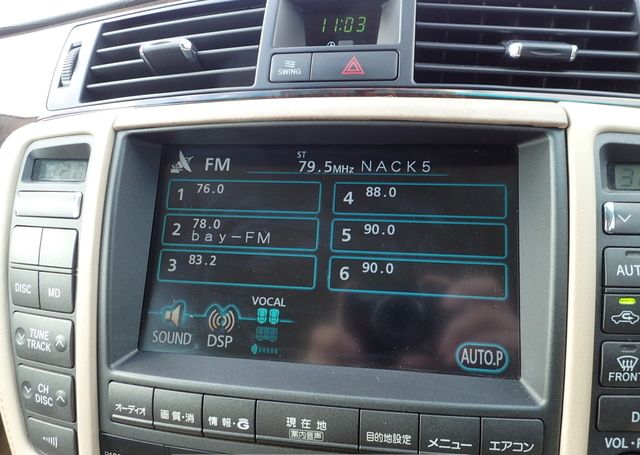 11:03
SWING
FM
ST
79.5MHz NACK5
1 76.0
2 78.0
bay-FM
3 83.2
4 88.0
5 90.0
6 90.0
VOCAL
SOUND
DSP
AUTO.P
DISC
MD
TUNE
TRACK
CH
DISC
AUT
FRONT
オーディオ
画質・消
情報・G
現在地
(案内音声)
目的地設定
メニュー
エアコン
VOL・P